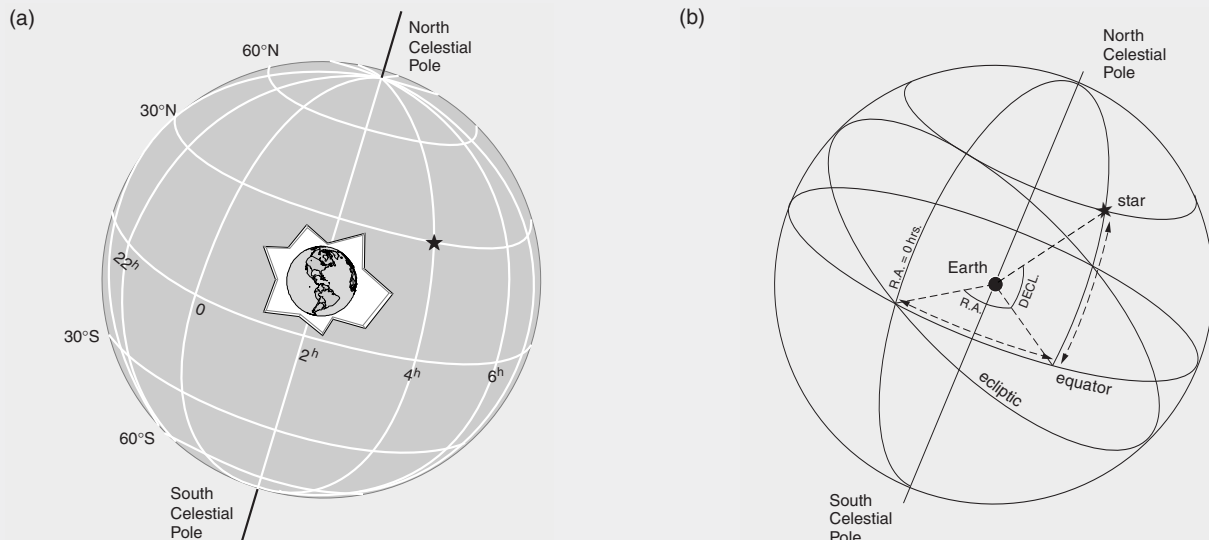 (a)
North
Celestial
Pole
60°N
30°N
22h
0
2h
4h
6h
30°S
60°S
South
Celestial
Pole
(b)
North
Celestial
Pole
star
R.A. = 0 hrs.
Earth
DECL.
R.A.
equator
ecliptic
South
Celestial
Pole